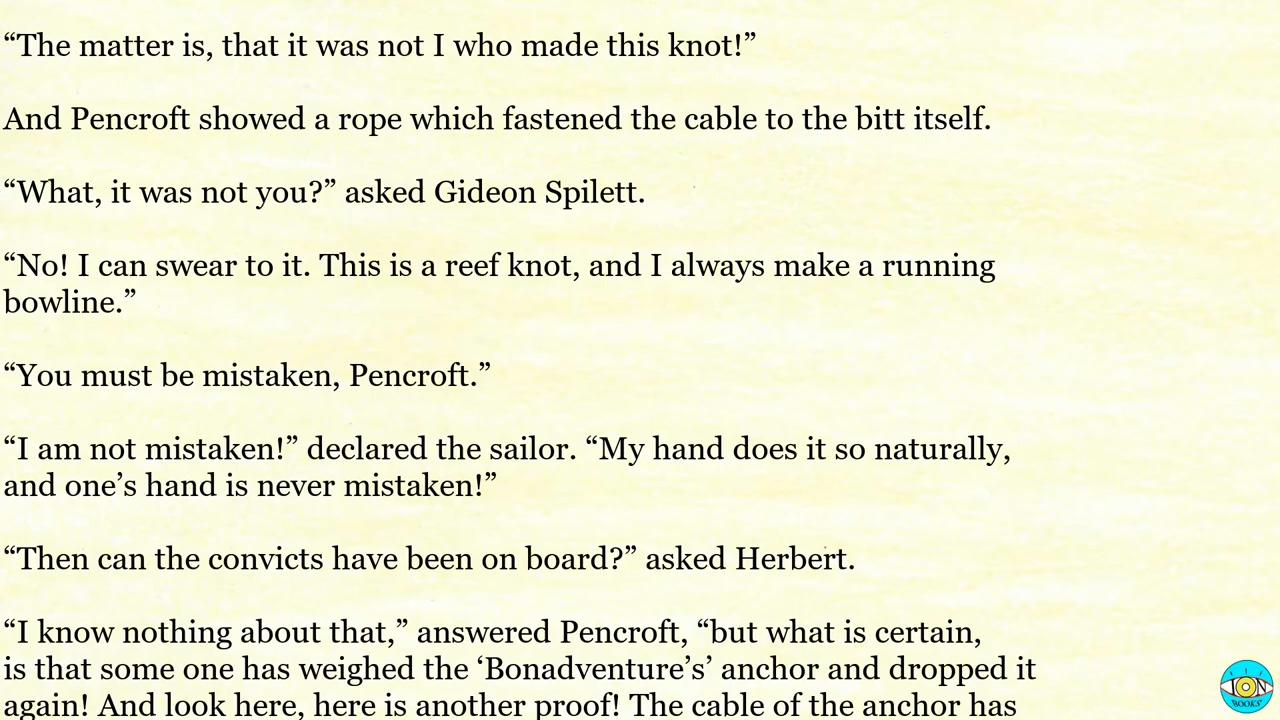 “The matter is, that it was not I who made this knot!”
And Pencroft showed a rope which fastened the cable to the bitt itself.
“What, it was not you?” asked Gideon Spilett.
“No! I can swear to it. This is a reef knot, and I always make a running
bowline.”
“You must be mistaken, Pencroft.”
“I am not mistaken!” declared the sailor. “My hand does it so naturally,
and one’s hand is never mistaken!”
“Then can the convicts have been on board?” asked Herbert.
“I know nothing about that,” answered Pencroft, “but what is certain,
is that some one has weighed the ‘Bonadventure’s’ anchor and dropped it
again! And look here, here is another proof! The cable of the anchor has
ION
BOOKS